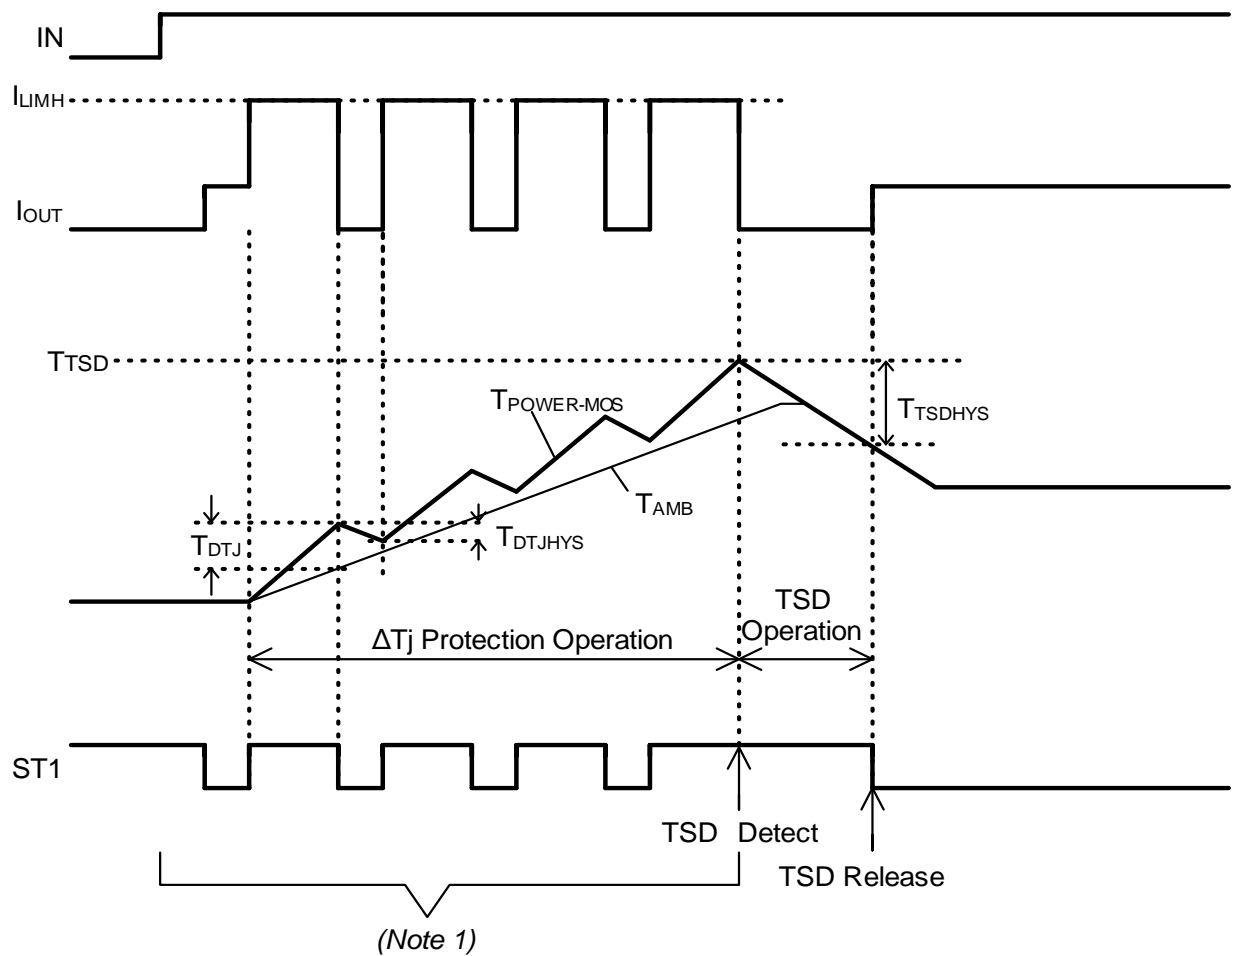 IN
ILIMH
IOUT
TTSD
TPOWER-MOS
TTSDHYS
TAMB
TDTJ
TDTJHYS
TSD
Operation
ΔTj Protection Operation
ST1
TSD Detect
TSD Release
(Note 1)